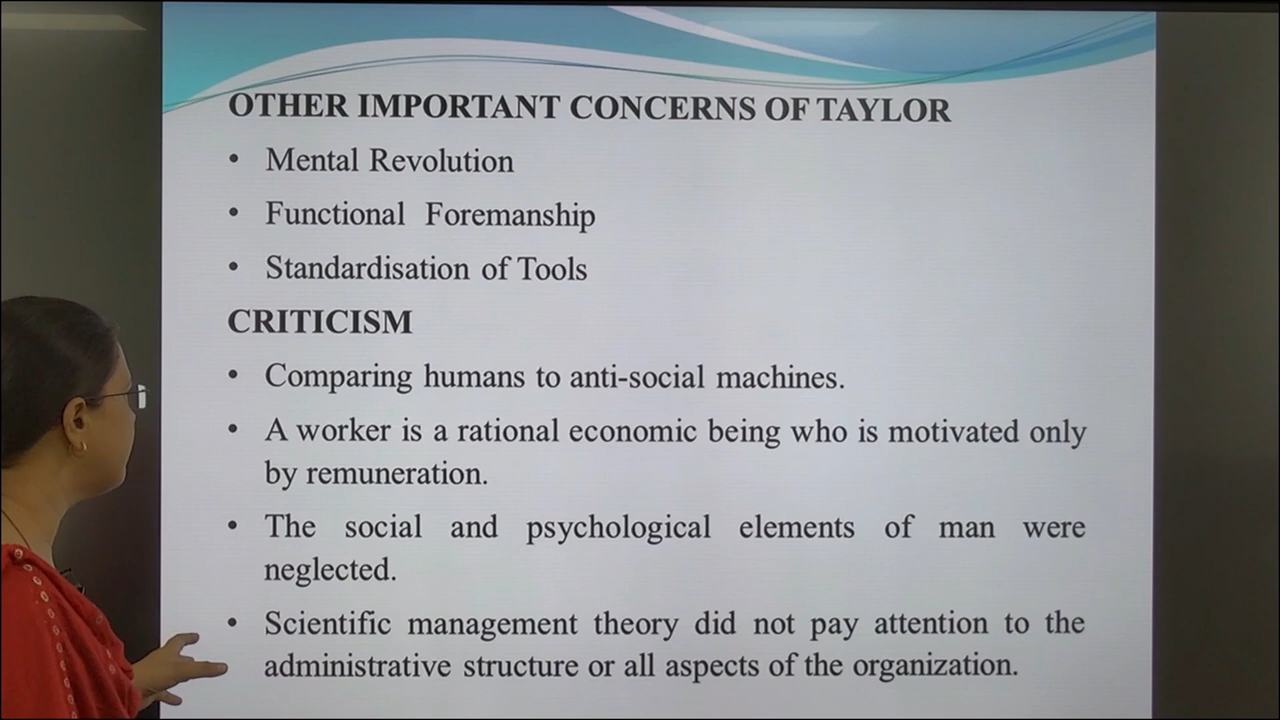 OTHER IMPORTANT CONCERNS OF TAYLOR
• Mental Revolution
• Functional Foremanship
• Standardisation of Tools
CRITICISM
• Comparing humans to anti-social machines.
• A worker is a rational economic being who is motivated only
by remuneration.
• The social and psychological elements of man were
neglected.
• Scientific management theory did not pay attention to the
administrative structure or all aspects of the organization.